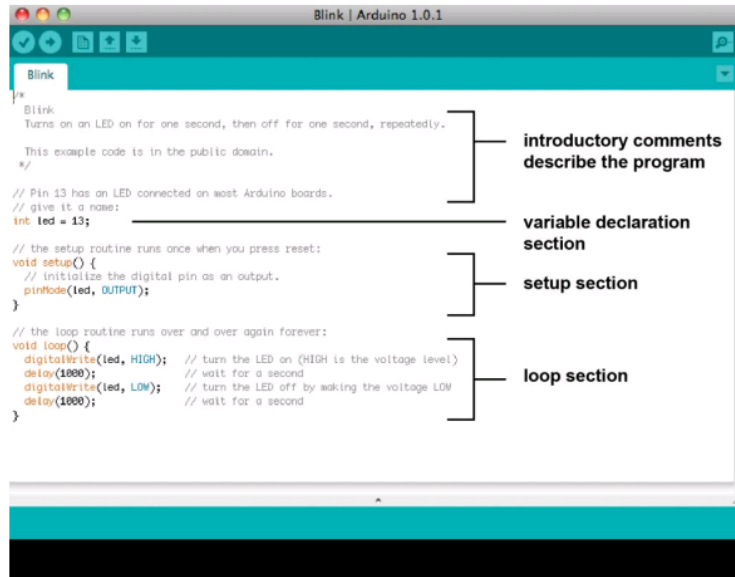 Blink | Arduino 1.0.1
Blink
/*
Blink
Turns on an LED on for one second, then off for one second, repeatedly.
This example code is in the public domain.
*/
introductory comments
describe the program
// Pin 13 has an LED connected on most Arduino boards.
// give it a name:
int led = 13;
variable declaration
section
// the setup routine runs once when you press reset:
void setup() {
// initialize the digital pin as an output.
pinMode(led, OUTPUT);
}
setup section
// the loop routine runs over and over again forever:
void loop() {
digitalWrite(led, HIGH); // turn the LED on (HIGH is the voltage level)
delay(1000); // wait for a second
digitalWrite(led, LOW); // turn the LED off by making the voltage LOW
delay(1000); // wait for a second
}
loop section